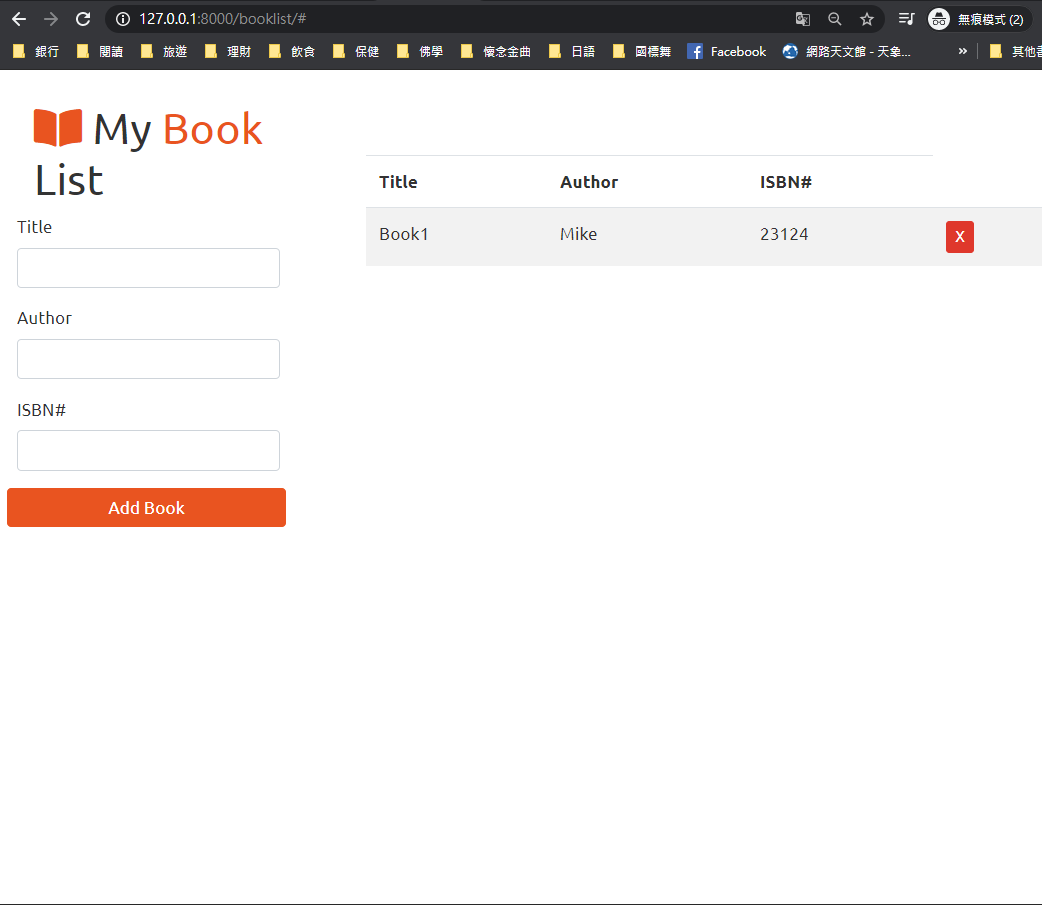 127.0.0.1:8000/booklist/#
無痕模式 (2)
銀行 閱讀 旅遊 理財 飲食 保健 佛學 懷念金曲 日語 國標舞 Facebook 網路天文館 - 天象... » 其他書
My Book
List
Title
Author
ISBN#
Add Book
Title Author ISBN#
Book1 Mike 23124 X